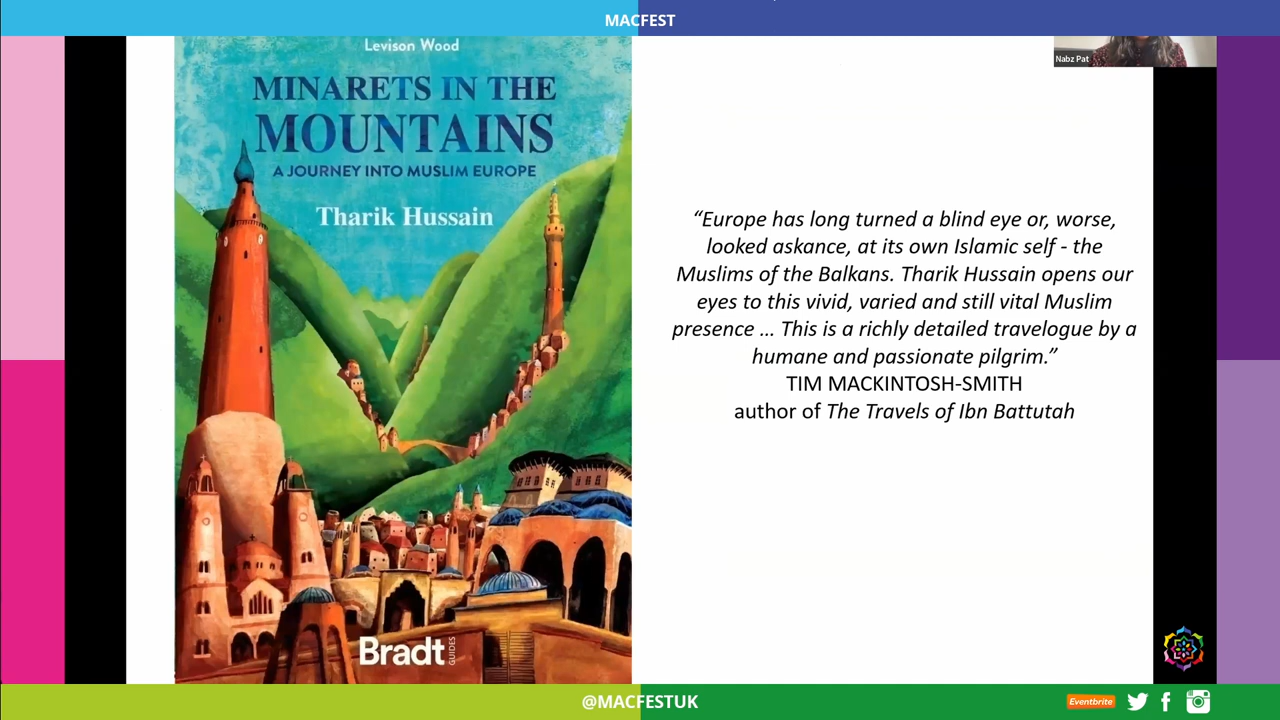 MACFEST
Levison Wood
MINARETS IN THE
MOUNTAINS
A JOURNEY INTO MUSLIM EUROPE
Tharik Hussain
Bradt
GUIDES
Nabz Pat
“Europe has long turned a blind eye or, worse,
looked askance, at its own Islamic self - the
Muslims of the Balkans. Tharik Hussain opens our
eyes to this vivid, varied and still vital Muslim
presence ... This is a richly detailed travelogue by a
humane and passionate pilgrim.”
TIM MACKINTOSH-SMITH
author of The Travels of Ibn Battutah
@MACFESTUK
Eventbrite